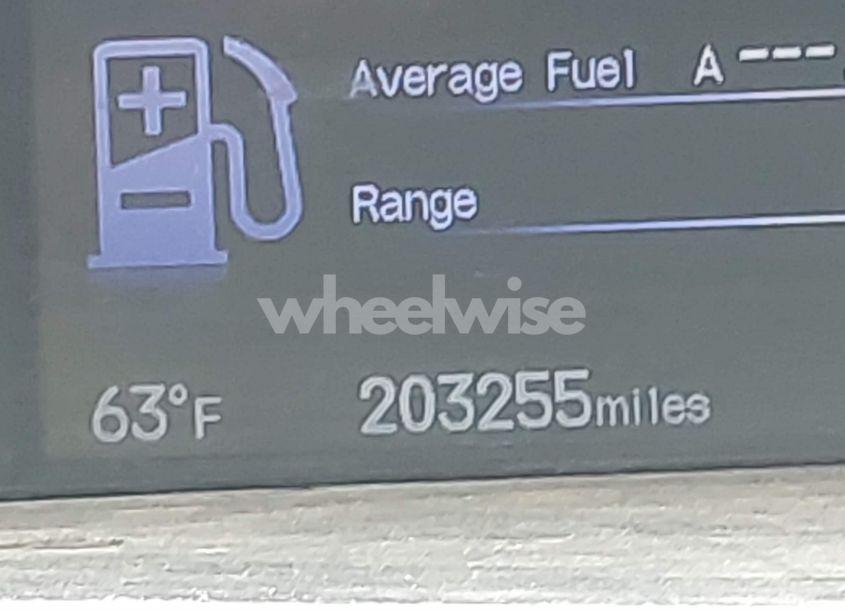 Average Fuel A ---
Range
wheelwise
63°F 203255miles